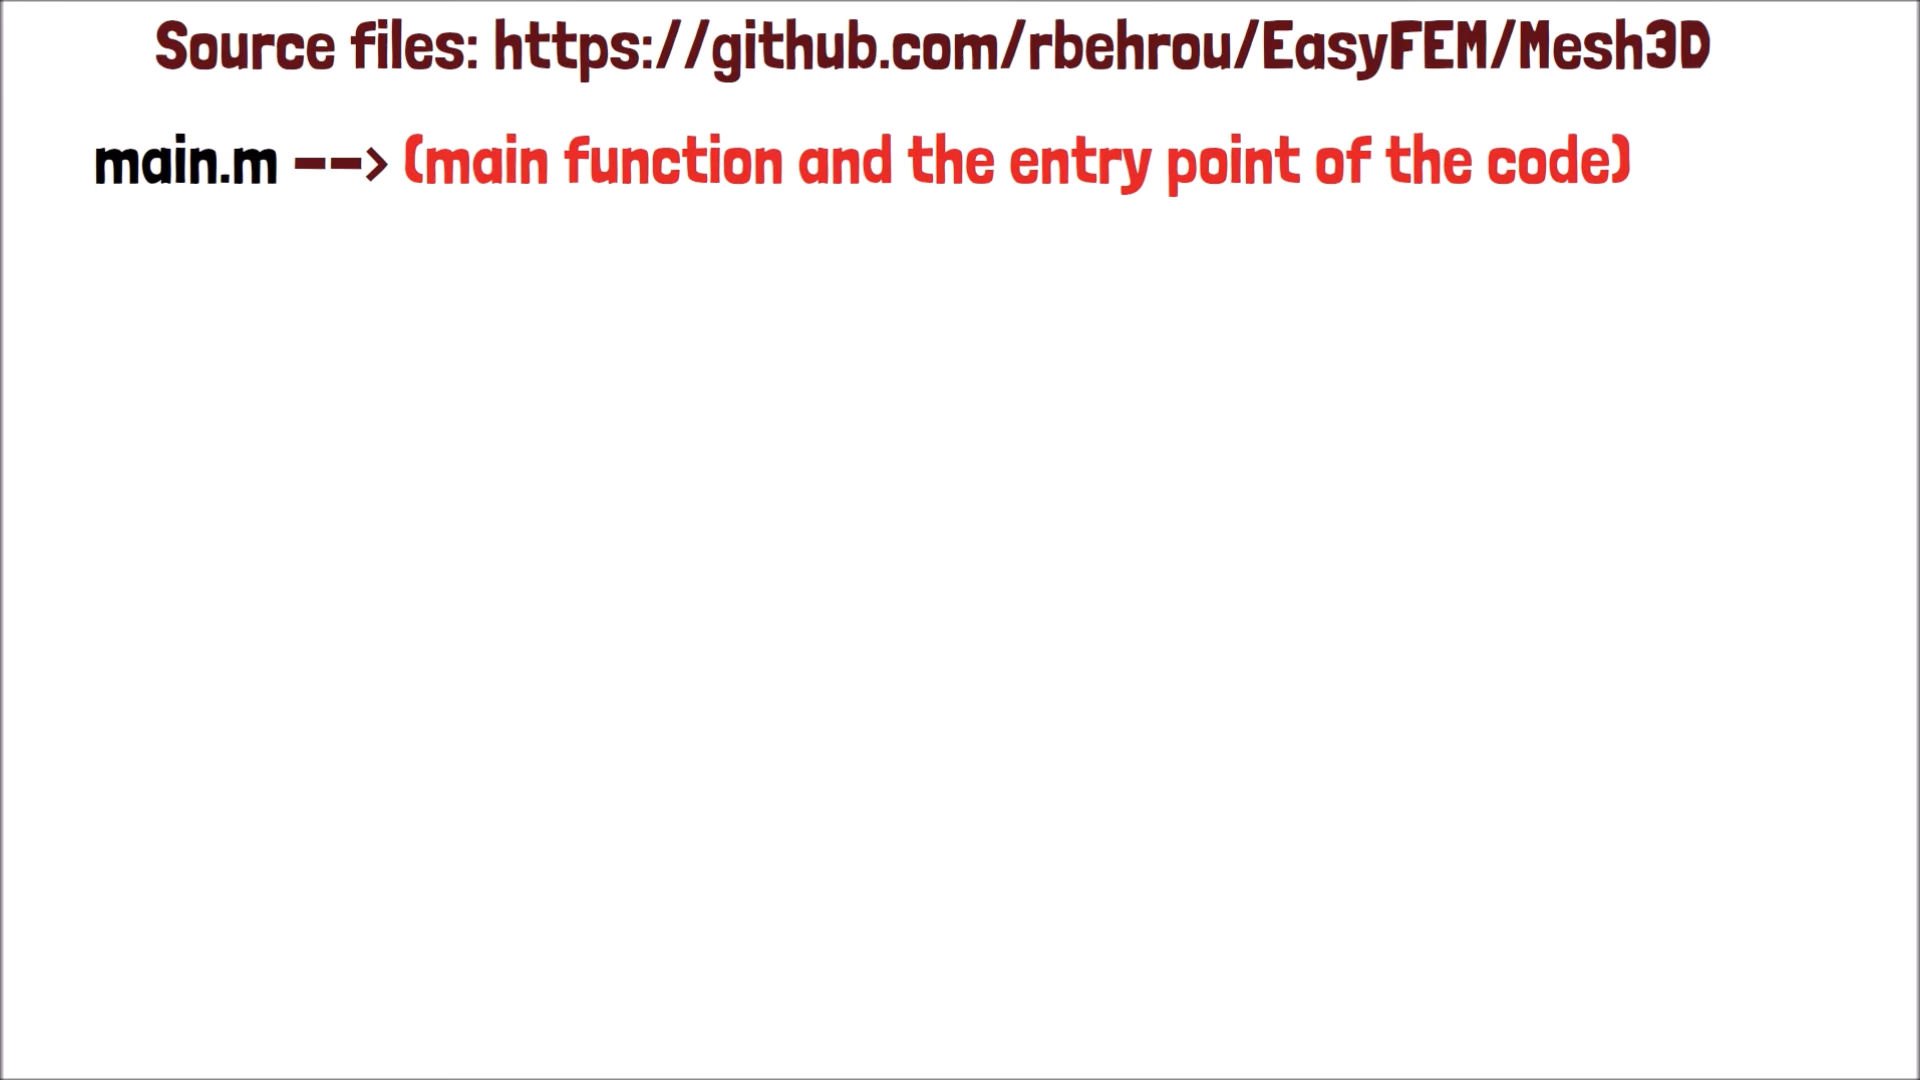 Source files: https://github.com/rbehrou/EasyFEM/Mesh3D
main.m --> (main function and the entry point of the code)